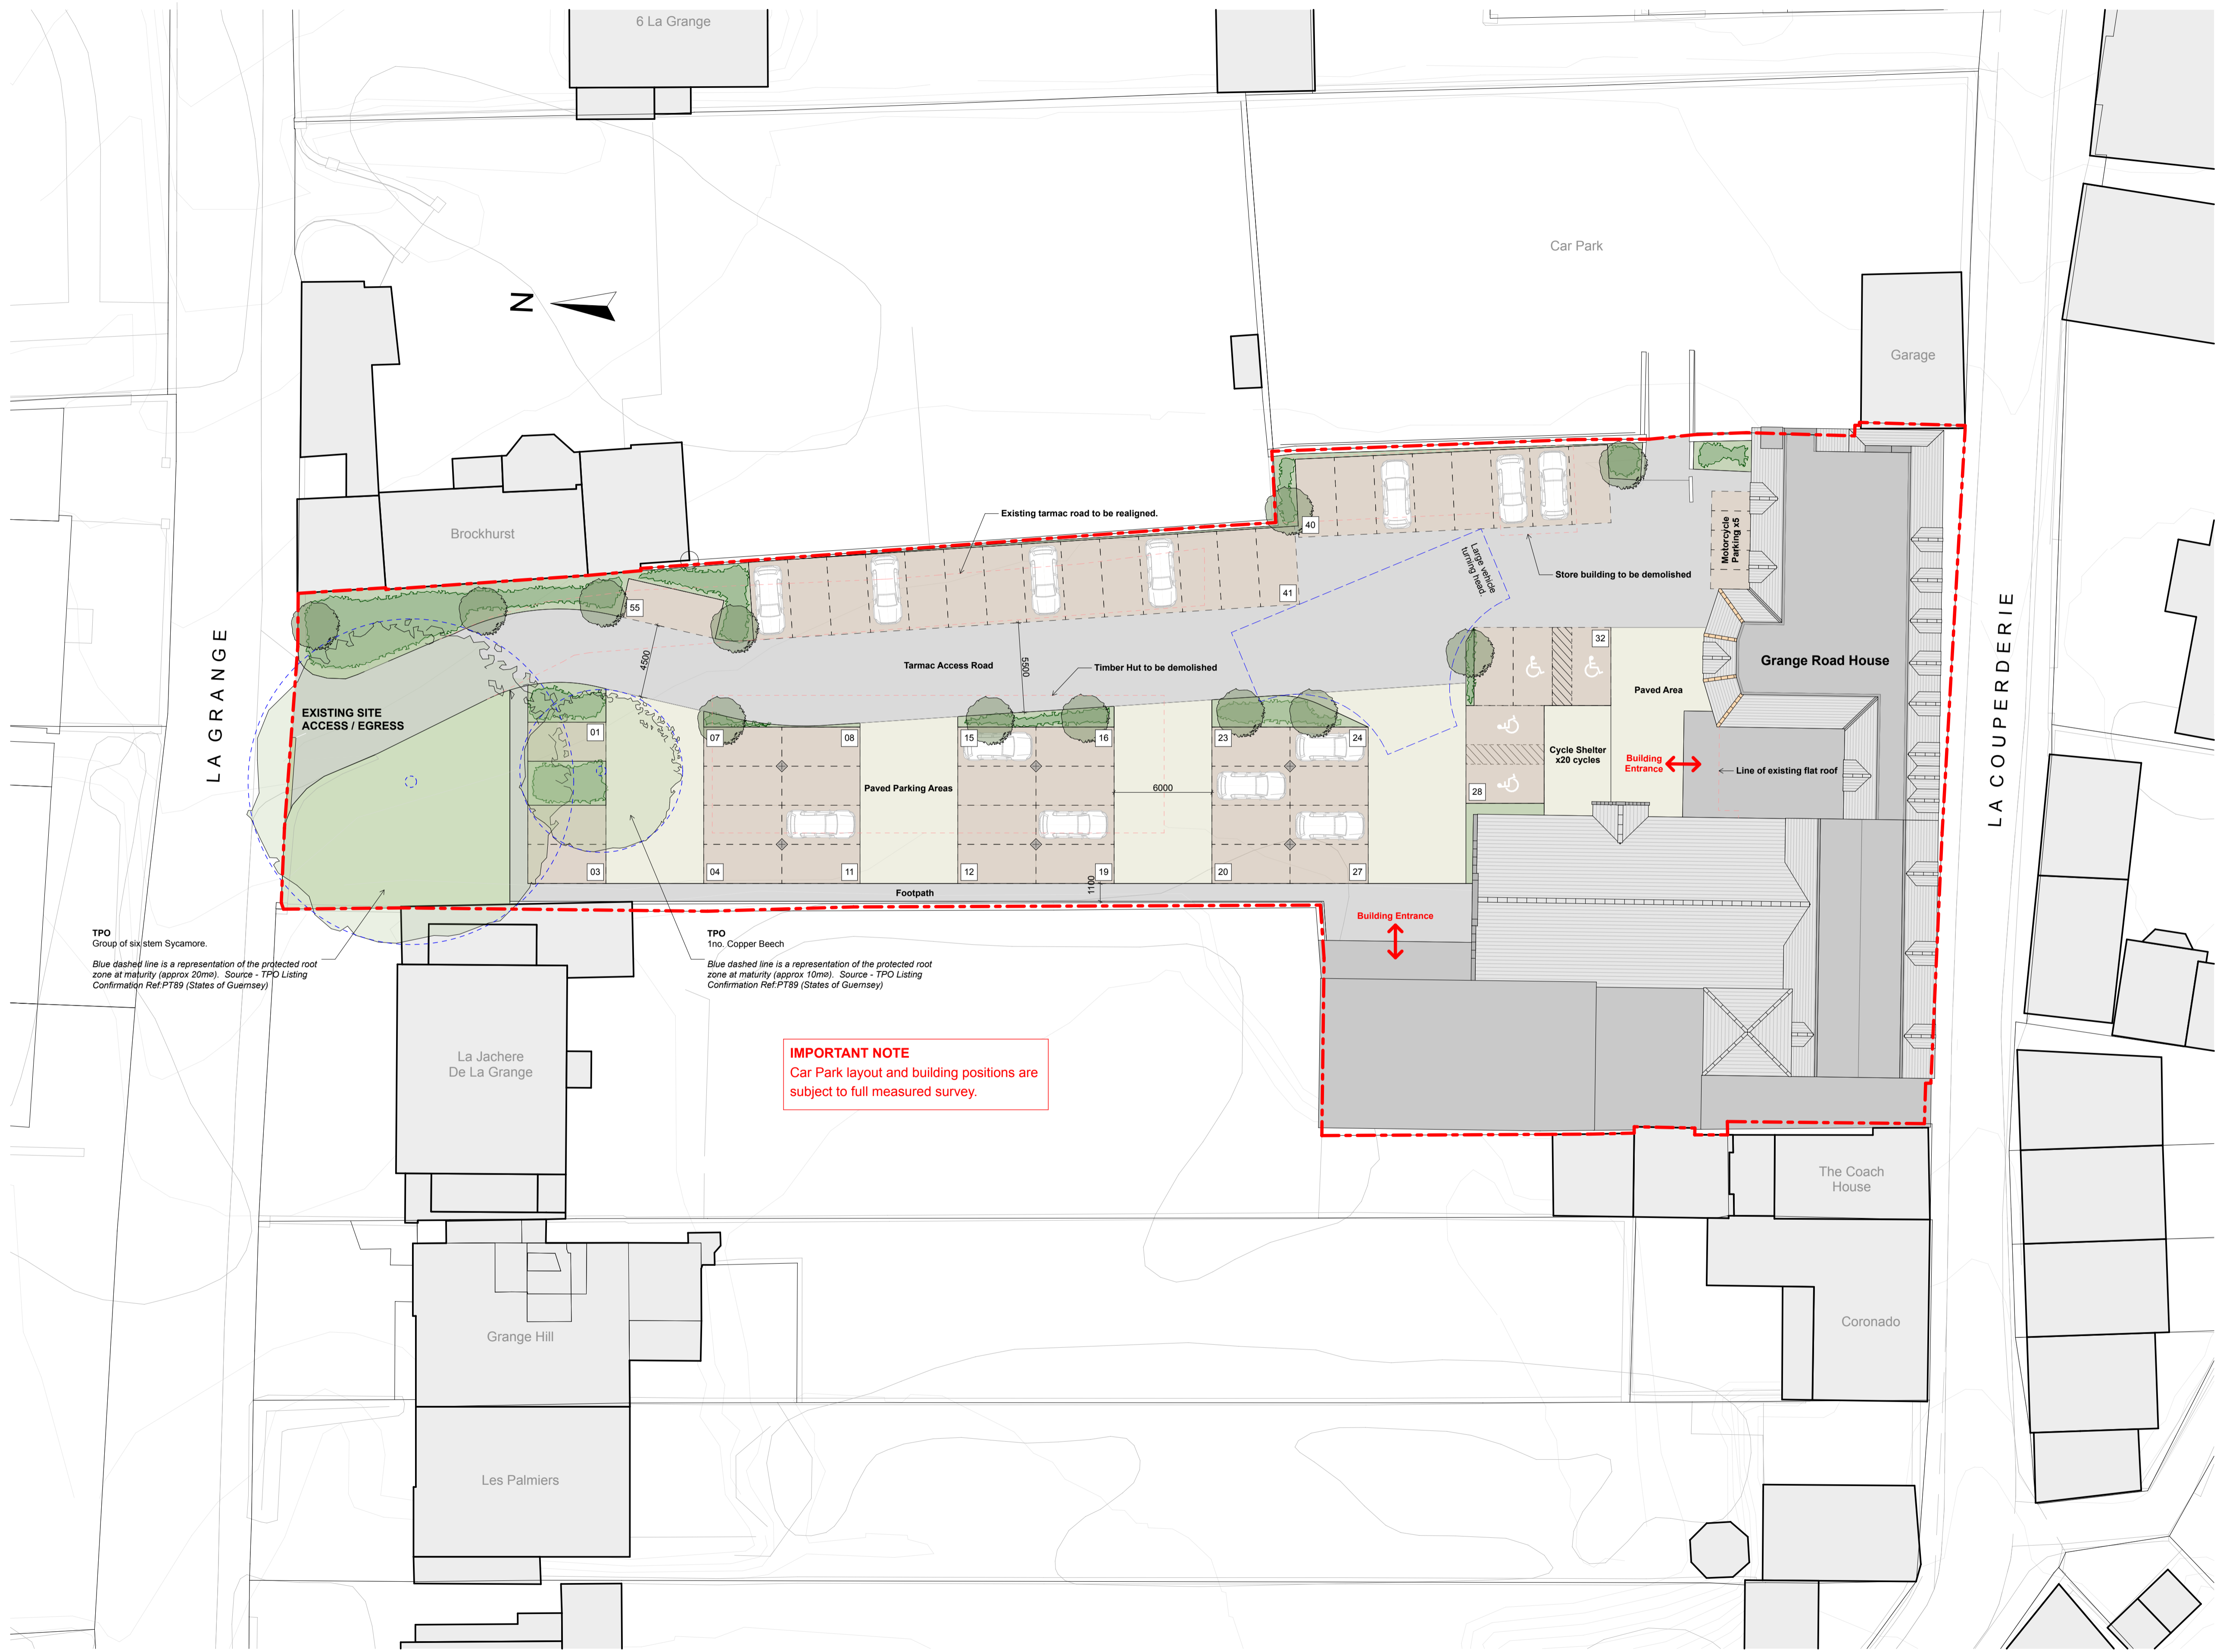 6 La Grange
Car Park
N
Garage
Brockhurst
Existing tarmac road to be realigned.
40
Motorcycle
Parking x5
Large vehicle
turning head.
Store building to be demolished
55
41
LA GRANGE
LA COUPERDERIE
4500
5500
Tarmac Access Road
Timber Hut to be demolished
32
Grange Road House
Paved Area
EXISTING SITE
ACCESS / EGRESS
01
07
08
15
16
23
24
Cycle Shelter
x20 cycles
Building
Entrance
Line of existing flat roof
Paved Parking Areas
6000
28
03
04
11
12
19
20
27
1100
Footpath
Building Entrance
TPO
Group of six stem Sycamore.
Blue dashed line is a representation of the protected root
zone at maturity (approx 20mø). Source - TPO Listing
Confirmation Ref:PT89 (States of Guernsey)
TPO
1no. Copper Beech
Blue dashed line is a representation of the protected root
zone at maturity (approx 10mø). Source - TPO Listing
Confirmation Ref:PT89 (States of Guernsey)
La Jachere
De La Grange
IMPORTANT NOTE
Car Park layout and building positions are
subject to full measured survey.
The Coach
House
Grange Hill
Coronado
Les Palmiers